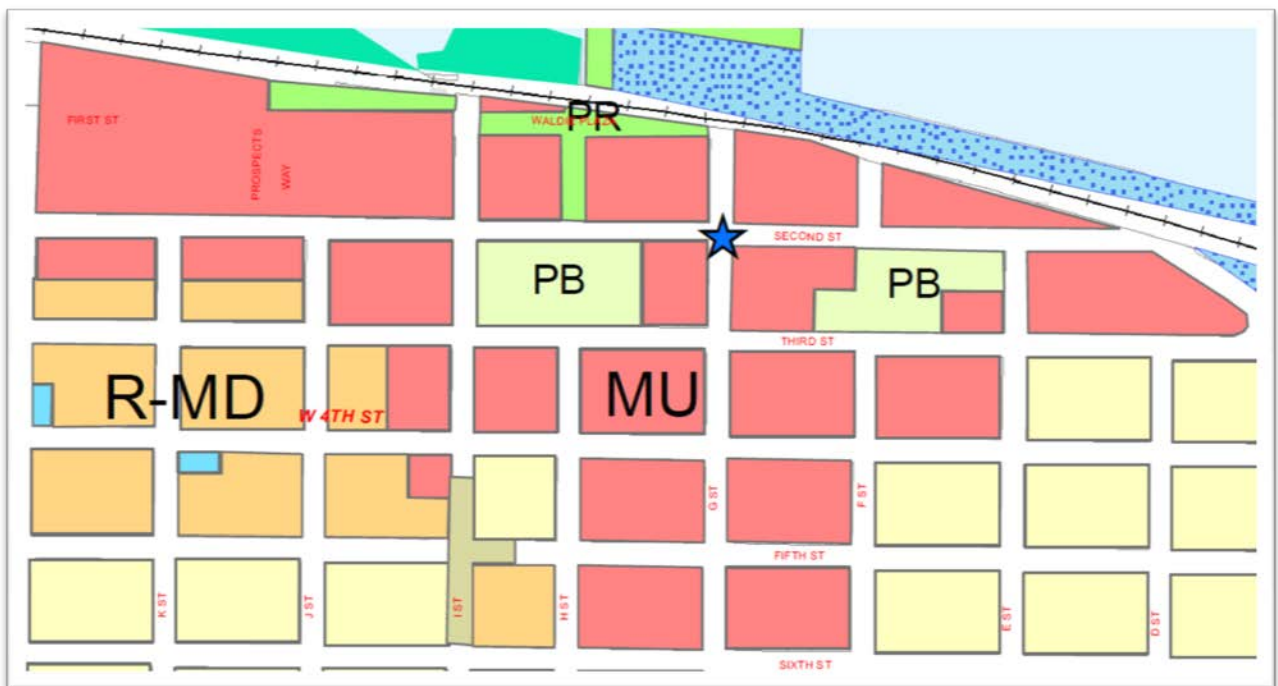 PR
FIRST ST
WALDIE PLAZA
PROSPECTS
WAY
SECOND ST
PB
PB
THIRD ST
R-MD
W 4TH ST
MU
G ST
F ST
FIFTH ST
K ST
J ST
I ST
H ST
E ST
D ST
SIXTH ST